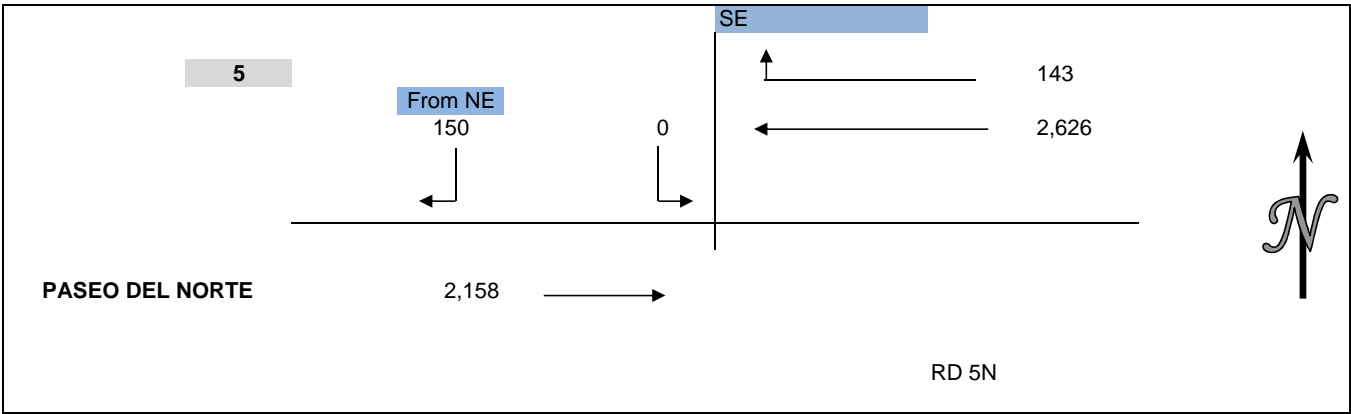 SE
5
143
From NE
150
0
2,626
N
PASEO DEL NORTE
2,158
RD 5N